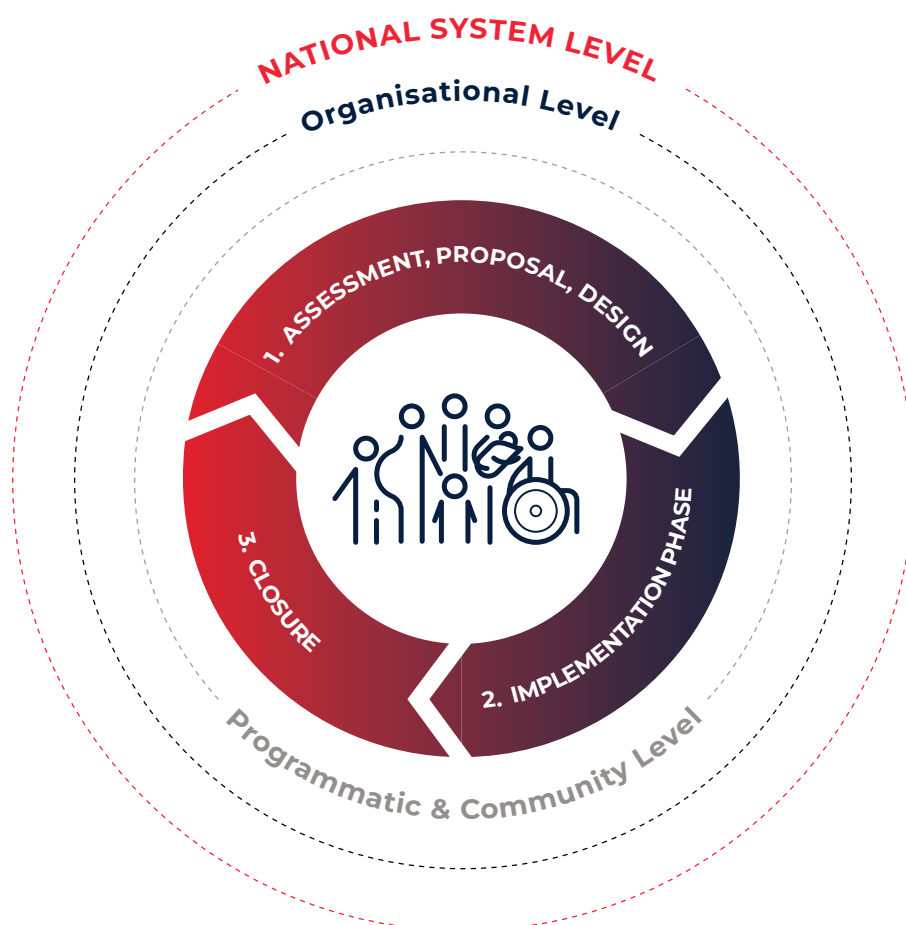 NATIONAL SYSTEM LEVEL
Organisational Level
1. ASSESSMENT, PROPOSAL, DESIGN
2. IMPLEMENTATION PHASE
3. CLOSURE
Programmatic & Community Level